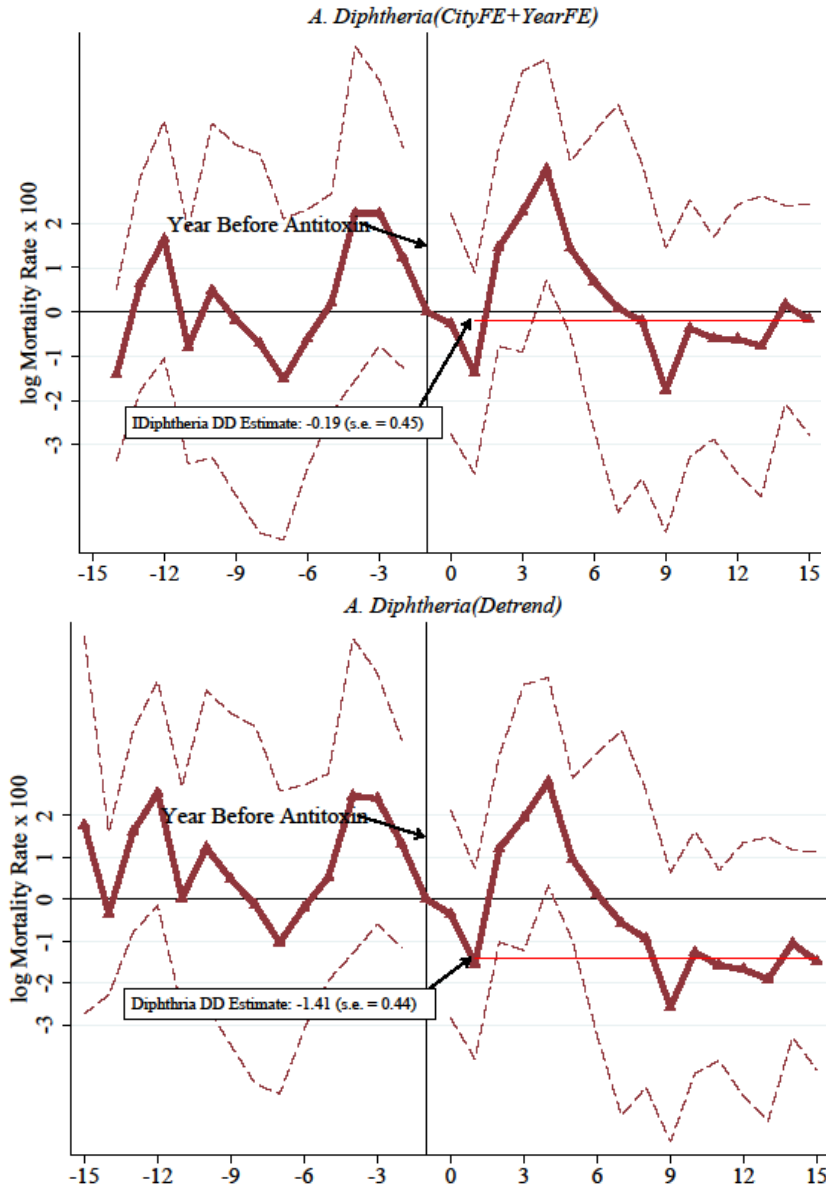 A. Diphtheria(CityFE+YearFE)
log Mortality Rate x 100
2
1
0
-1
-2
-3
Year Before Antitoxin
IDiphtheria DD Estimate: -0.19 (s.e. = 0.45)
-15 -12 -9 -6 -3 0 3 6 9 12 15
A. Diphtheria(Detrend)
log Mortality Rate x 100
2
1
0
-1
-2
-3
Year Before Antitoxin
Diphthria DD Estimate: -1.41 (s.e. = 0.44)
-15 -12 -9 -6 -3 0 3 6 9 12 15